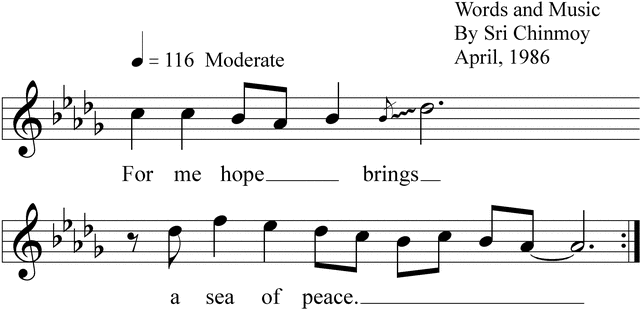 Words and Music
By Sri Chinmoy
April, 1986
= 116 Moderate
For me hope brings
a sea of peace.